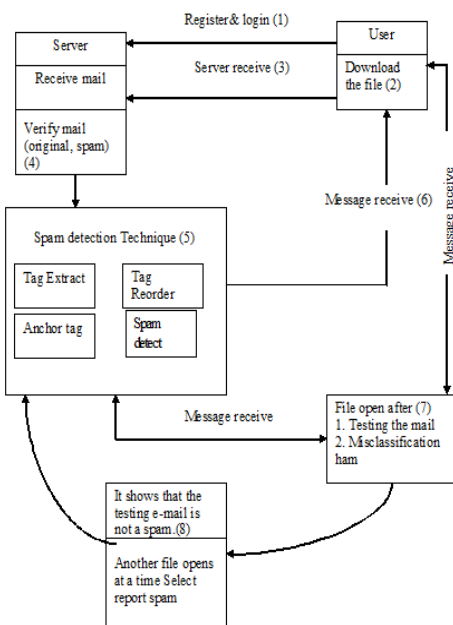 Register& login (1)
Server
User
Receive mail
Server receive (3)
Download
the file (2)
Verify mail
(original, spam)
(4)
Message receive (6)
Message receive
Spam detection Technique (5)
Tag Extract
Tag
Reorder
Anchor tag
Spam
detect
Message receive
File open after (7)
1. Testing the mail
2. Misclassification
ham
It shows that the
testing e-mail is
not a spam.(8)
Another file opens
at a time Select
report spam